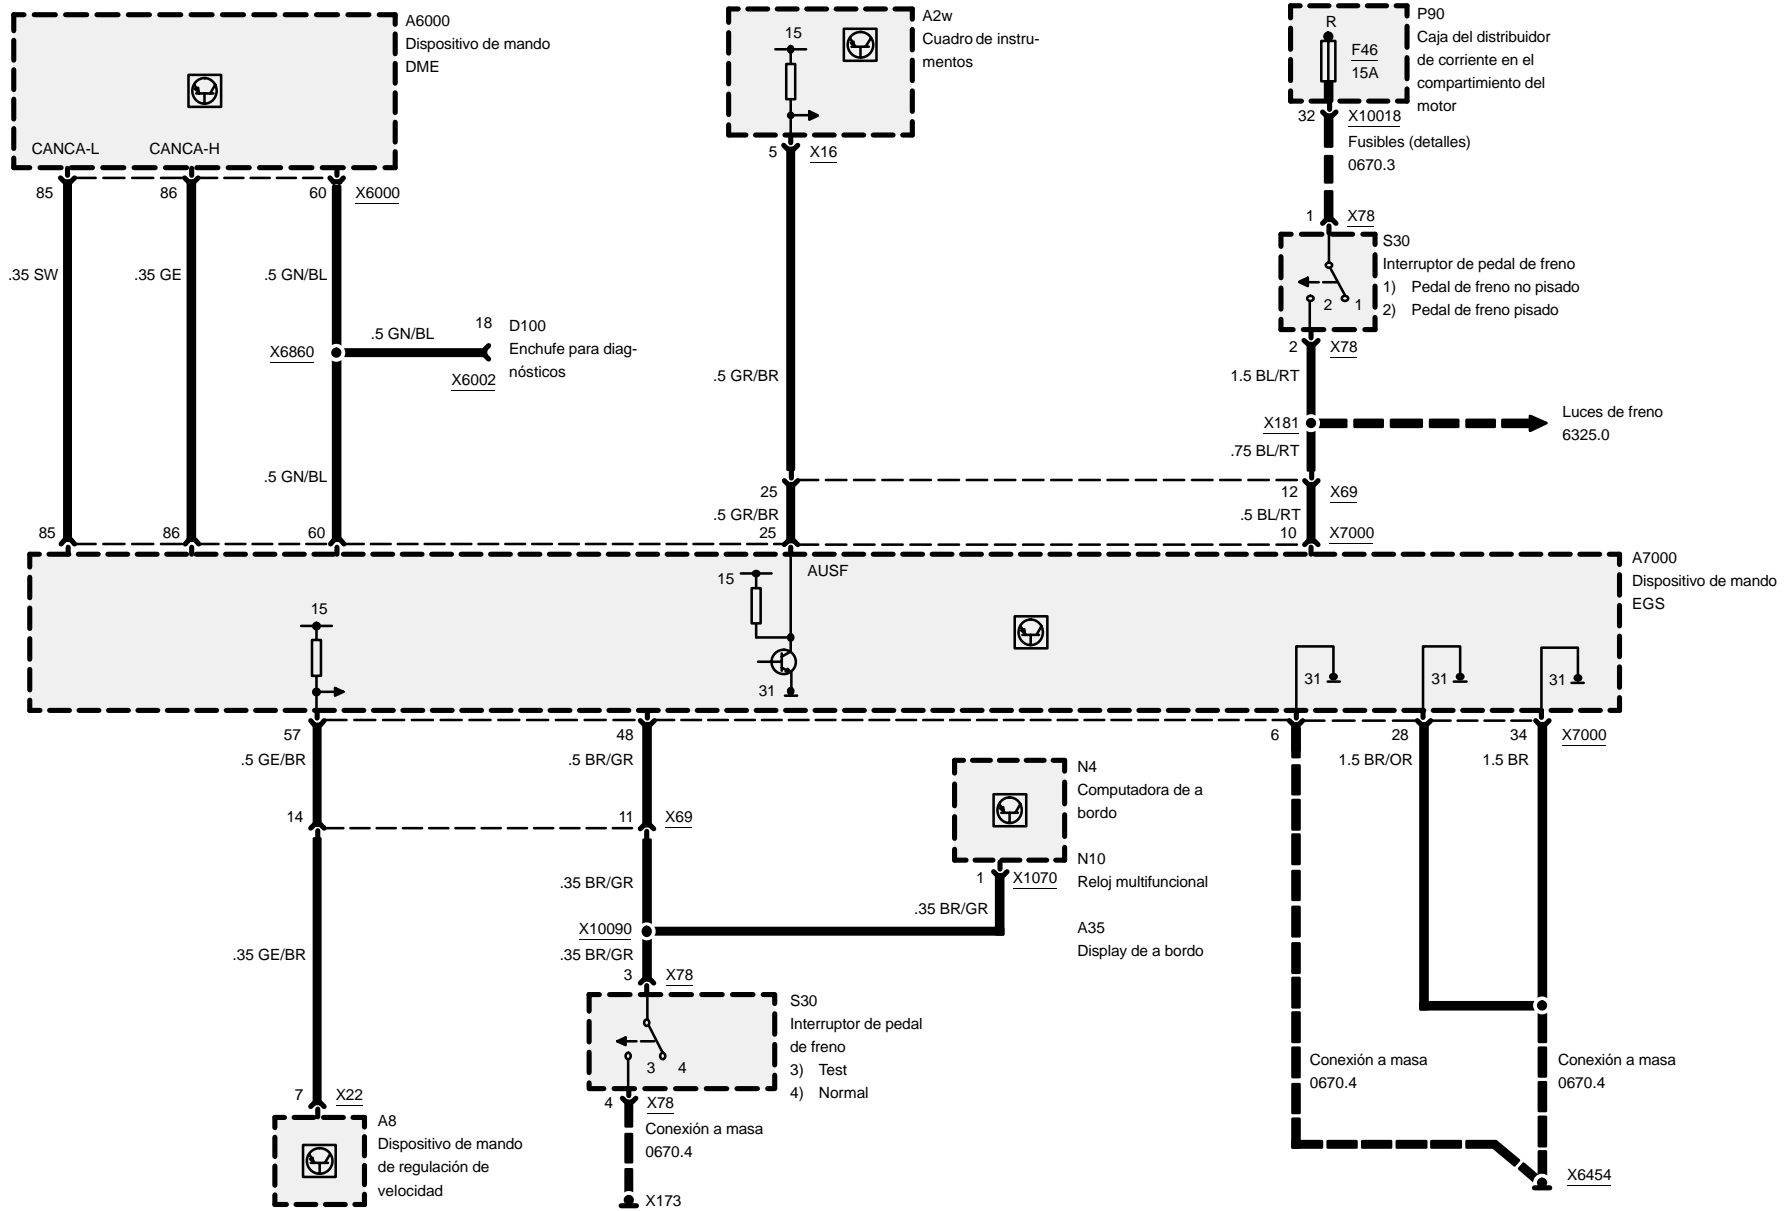 A6000
Dispositivo de mando
DME
CANCA-L
CANCA-H
85
86
60
X6000
.35 SW
.35 GE
.5 GN/BL
X6860
.5 GN/BL
18
D100
Enchufe para diag-
nósticos
X6002
.5 GN/BL
85
86
60
A2w
Cuadro de instru-
mentos
15
5
X16
.5 GR/BR
25
.5 GR/BR
25
P90
Caja del distribuidor
de corriente en el
compartimiento del
motor
R
F46
15A
32
X10018
Fusibles (detalles)
0670.3
1
X78
S30
Interruptor de pedal de freno
1) Pedal de freno no pisado
2) Pedal de freno pisado
2
1
2
X78
1.5 BL/RT
X181
Luces de freno
6325.0
.75 BL/RT
12
X69
.5 BL/RT
10
X7000
A7000
Dispositivo de mando
EGS
15
AUSF
15
31
31
31
31
57
48
6
28
34
X7000
.5 GE/BR
.5 BR/GR
1.5 BR/OR
1.5 BR
14
11
X69
N4
Computadora de a
bordo
N10
Reloj multifuncional
A35
Display de a bordo
1
X1070
.35 BR/GR
.35 BR/GR
X10090
.35 BR/GR
.35 GE/BR
3
X78
S30
Interruptor de pedal
de freno
3) Test
4) Normal
3
4
4
X78
Conexión a masa
0670.4
X173
7
X22
A8
Dispositivo de mando
de regulación de
velocidad
Conexión a masa
0670.4
Conexión a masa
0670.4
X6454